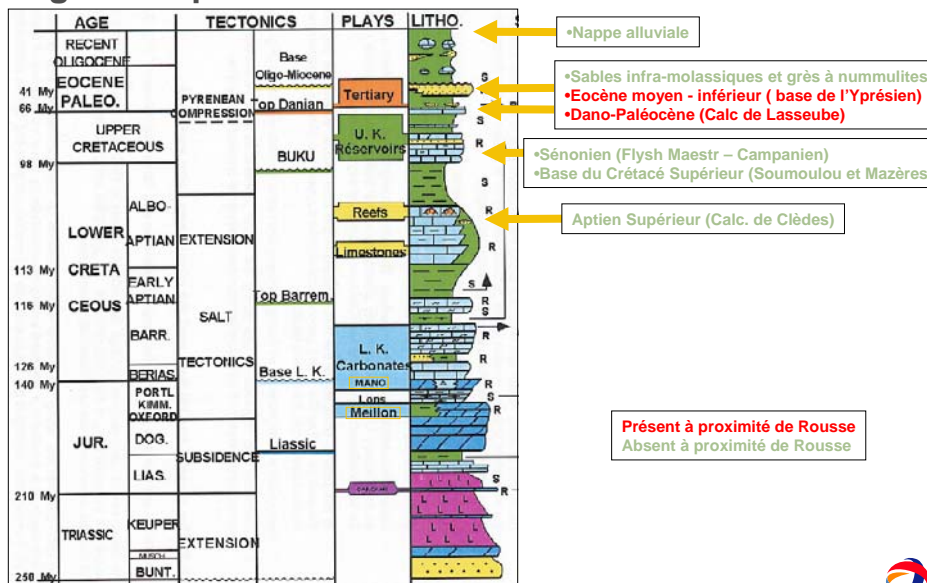 AGE TECTONICS PLAYS LITHO.
RECENT
OLIGOCENE
EOCENE
PALEO.
UPPER
CRETACEOUS
LOWER
CRETA
CEOUS
ALBO-
APTIAN
EARLY
APTIAN
BARR.
BERIAS.
JUR.
PORTL
KIMM.
OXFORD
DOG.
LIAS.
TRIASSIC
KEUPER
BUNT.
41 My
66 My
98 My
113 My
116 My
126 My
140 My
210 My
250 My
PYRENEAN
COMPRESSION
EXTENSION
SALT
TECTONICS
SUBSIDENCE
EXTENSION
Base
Oligo-Miocene
Top Danian
BUKU
Top Barrem.
Base L. K.
Liassic
Tertiary
U. K.
Réservoirs
Reefs
Limostonos
L. K.
Carbonates
MANO
Lons
Meillon
S
S
R
S
R
R
S
R
S
R
R
R
S
R
S
R
•Nappe alluviale
•Sables infra-molassiques et grès à nummulites
•Eocène moyen - inférieur ( base de l'Yprésien)
•Dano-Paléocène (Calc de Lasseube)
•Sénonien (Flysh Maestr – Campanien)
•Base du Crétacé Supérieur (Soumoulou et Mazères
Aptien Supérieur (Calc. de Clèdes)
Présent à proximité de Rousse
Absent à proximité de Rousse